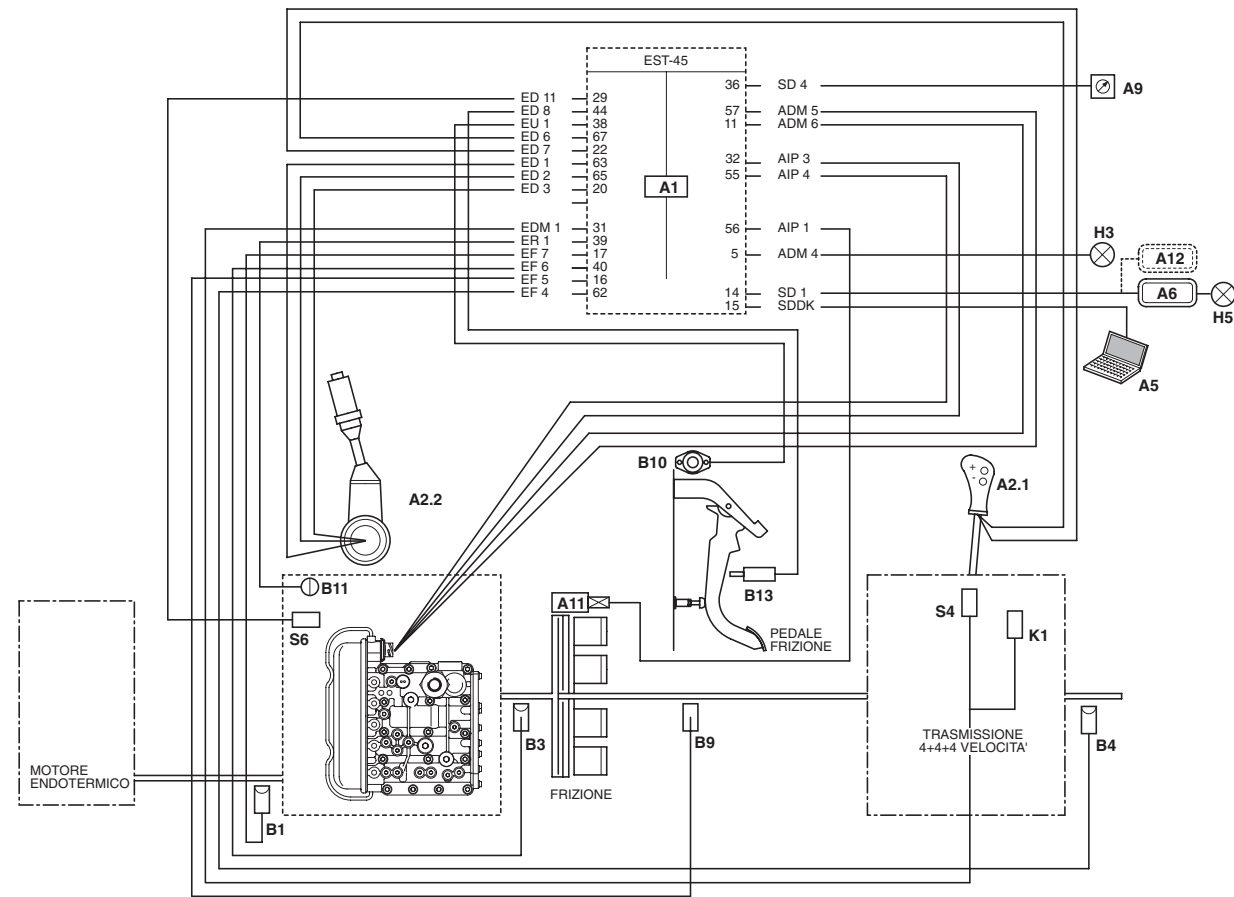 EST-45
36 SD 4 A9
ED 11 29
ED 8 44 57 ADM 5
EU 1 38 11 ADM 6
ED 6 67
ED 7 22
ED 1 63 32 AIP 3
ED 2 65 55 AIP 4
ED 3 20 A1
EDM 1 31 56 AIP 1
ER 1 39
EF 7 17 5 ADM 4 H3
EF 6 40 A12
EF 5 16
EF 4 62 14 SD 1 A6
15 SDDK H5
A5
B10
A2.2 A2.1
B11 B13
A11 S4
S6 PEDALE
FRIZIONE
K1
B3 B9 TRASMISSIONE
4+4+4 VELOCITA' B4
MOTORE
ENDOTERMICO
FRIZIONE
B1
+
-